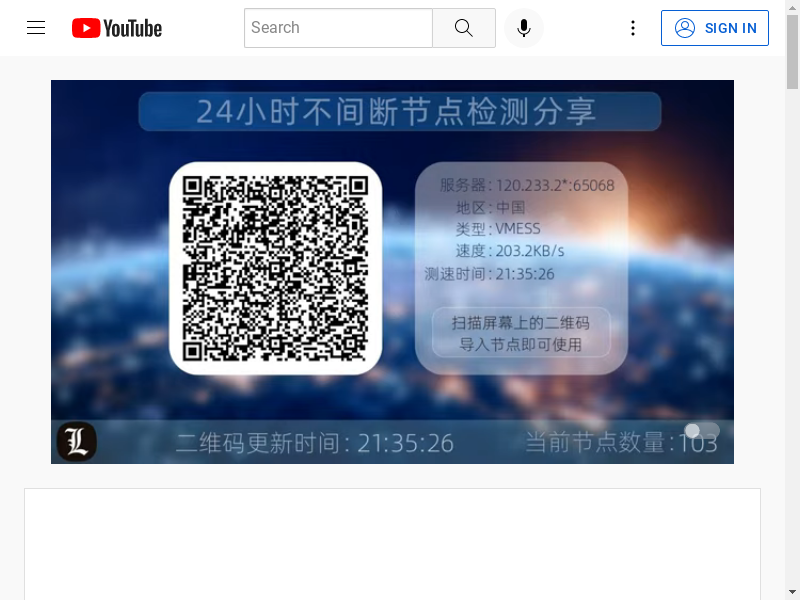 YouTube
Search
SIGN IN
24小时不间断节点检测分享
服务器: 120.233.2*:65068
地区: 中国
类型: VMESS
速度: 203.2KB/s
测速时间: 21:35:26
扫描屏幕上的二维码
导入节点即可使用
L
二维码更新时间: 21:35:26
当前节点数量:103